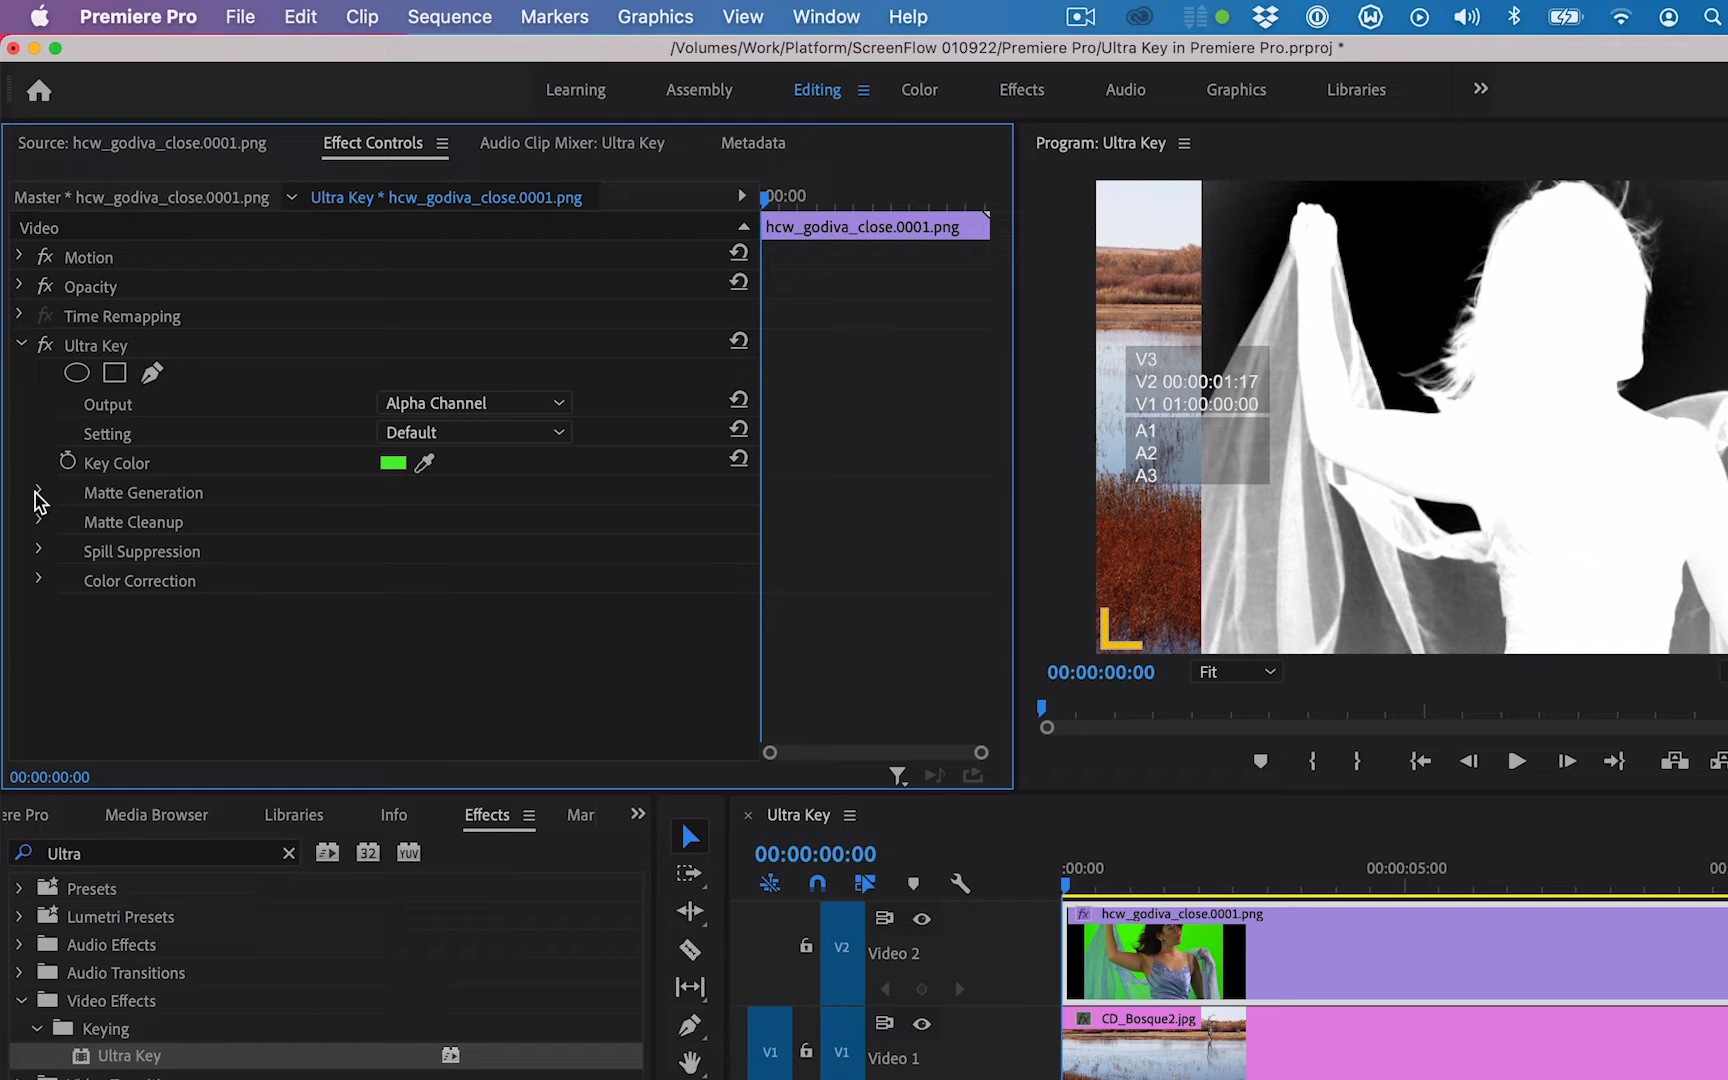 Premiere Pro File Edit Clip Sequence Markers Graphics View Window Help
/Volumes/Work/Platform/ScreenFlow 010922/Premiere Pro/Ultra Key in Premiere Pro.prproj *
Learning Assembly Editing Color Effects Audio Graphics Libraries
Source: hcw_godiva_close.0001.png Effect Controls Audio Clip Mixer: Ultra Key Metadata
Program: Ultra Key
Master * hcw_godiva_close.0001.png Ultra Key * hcw_godiva_close.0001.png
:00:00
Video
hcw_godiva_close.0001.png
fx Motion
fx Opacity
fx Time Remapping
fx Ultra Key
Output Alpha Channel
Setting Default
Key Color
Matte Generation
Matte Cleanup
Spill Suppression
Color Correction
V3
V2 00:00:01:17
V1 01:00:00:00
A1
A2
A3
00:00:00:00 Fit
00:00:00:00
ere Pro Media Browser Libraries Info Effects Mar
Ultra
32 YUV
Presets
Lumetri Presets
Audio Effects
Audio Transitions
Video Effects
Keying
Ultra Key
× Ultra Key
00:00:00:00
:00:00 00:00:05:00 00
fx hcw_godiva_close.0001.png
V2 Video 2
fx CD_Bosque2.jpg
V1 V1 Video 1